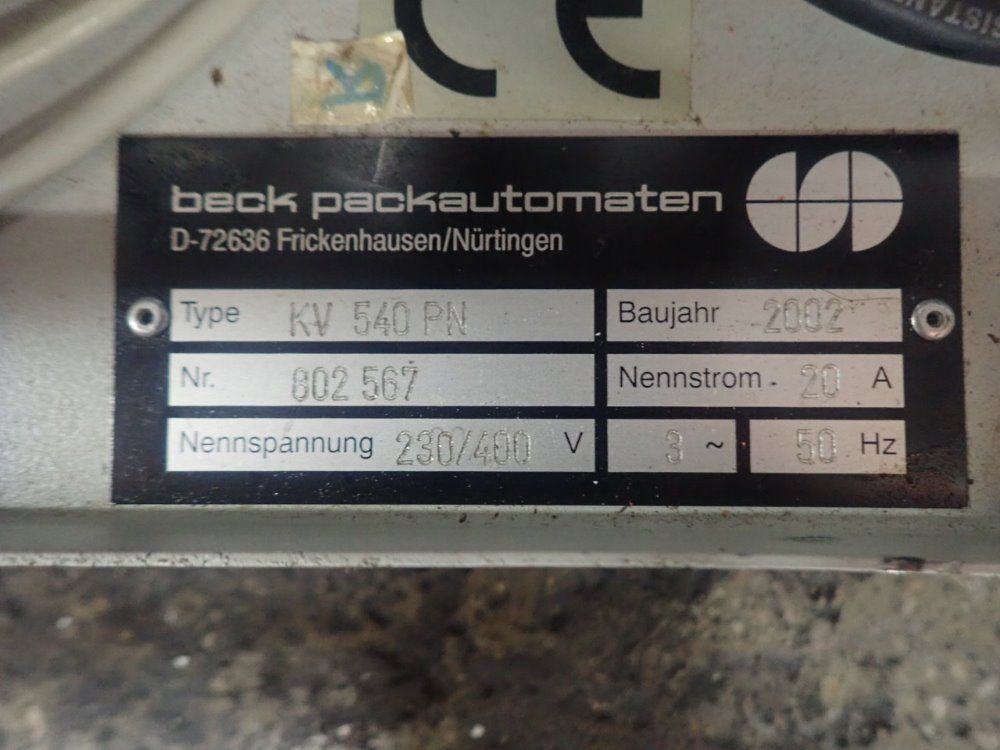 CE
K
beck packautomaten
D-72636 Frickenhausen/Nürtingen
Type KV 540 PN
Baujahr 2002
Nr. 802 567
Nennstrom 20 A
Nennspannung 230/400 V
3 ~
50 Hz